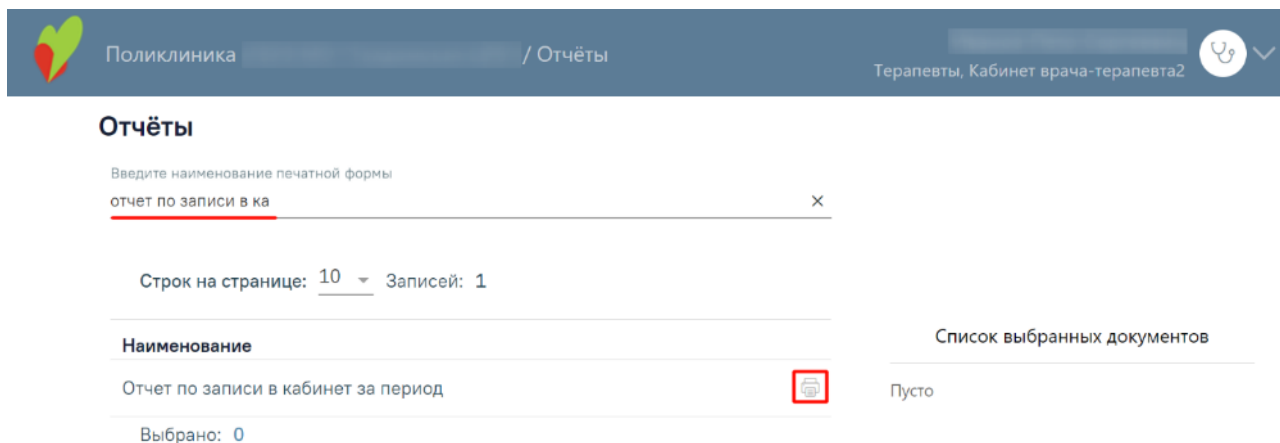 Поликлиника / Отчёты
Терапевты, Кабинет врача-терапевта2
Отчёты
Введите наименование печатной формы
отчет по записи в ка
Строк на странице: 10 Записей: 1
Наименование
Отчет по записи в кабинет за период
Выбрано: 0
Список выбранных документов
Пусто